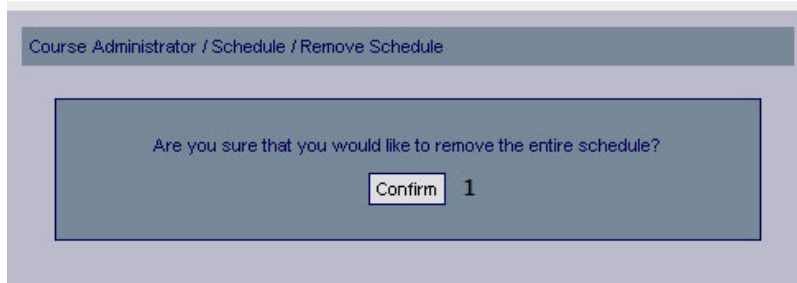 Course Administrator / Schedule / Remove Schedule
Are you sure that you would like to remove the entire schedule?
Confirm 1